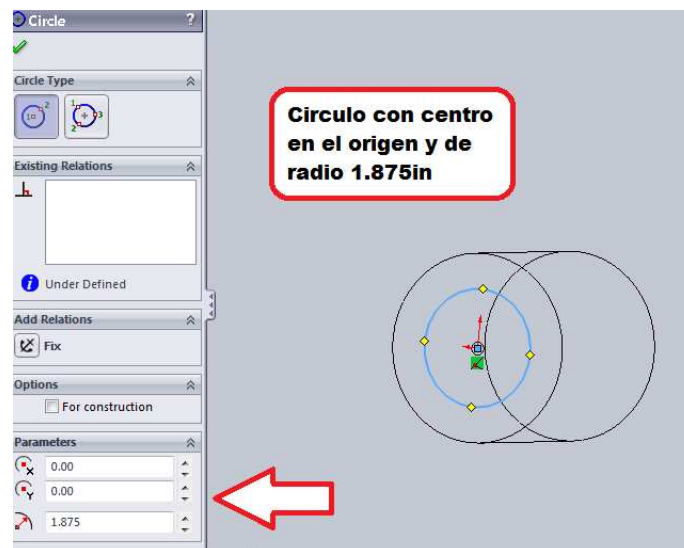 Circle ?
Circle Type
Existing Relations
Under Defined
Add Relations
Fix
Options
For construction
Parameters
0.00
0.00
1.875
Circulo con centro
en el origen y de
radio 1.875in